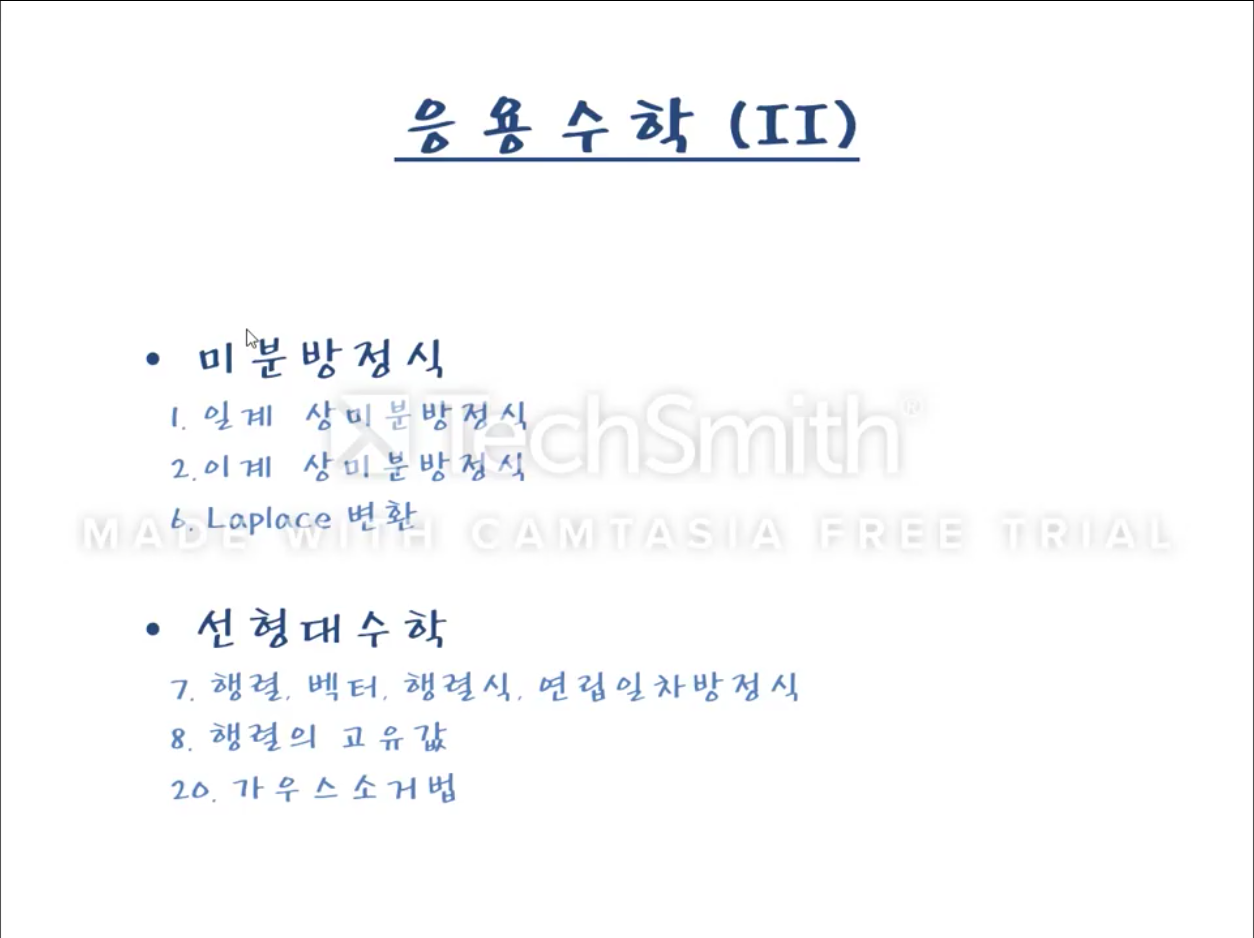 응용수학 (II)
• 미분방정식
1. 일계 상미분방정식
2. 이계 상미분방정식
TechSmith®
6. Laplace 변환
MADE WITH CAMTASIA FREE TRIAL
• 선형대수학
7. 행렬, 벡터, 행렬식, 연립일차방정식
8. 행렬의 고유값
20. 가우스소거법